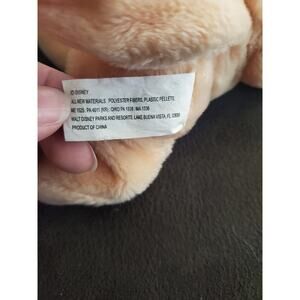 © DISNEY
ALL NEW MATERIALS: POLYESTER FIBERS, PLASTIC PELLETS
WALT DISNEY PARKS AND RESORTS, LAKE BUENA VISTA, FL 32830
PRODUCT OF CHINA